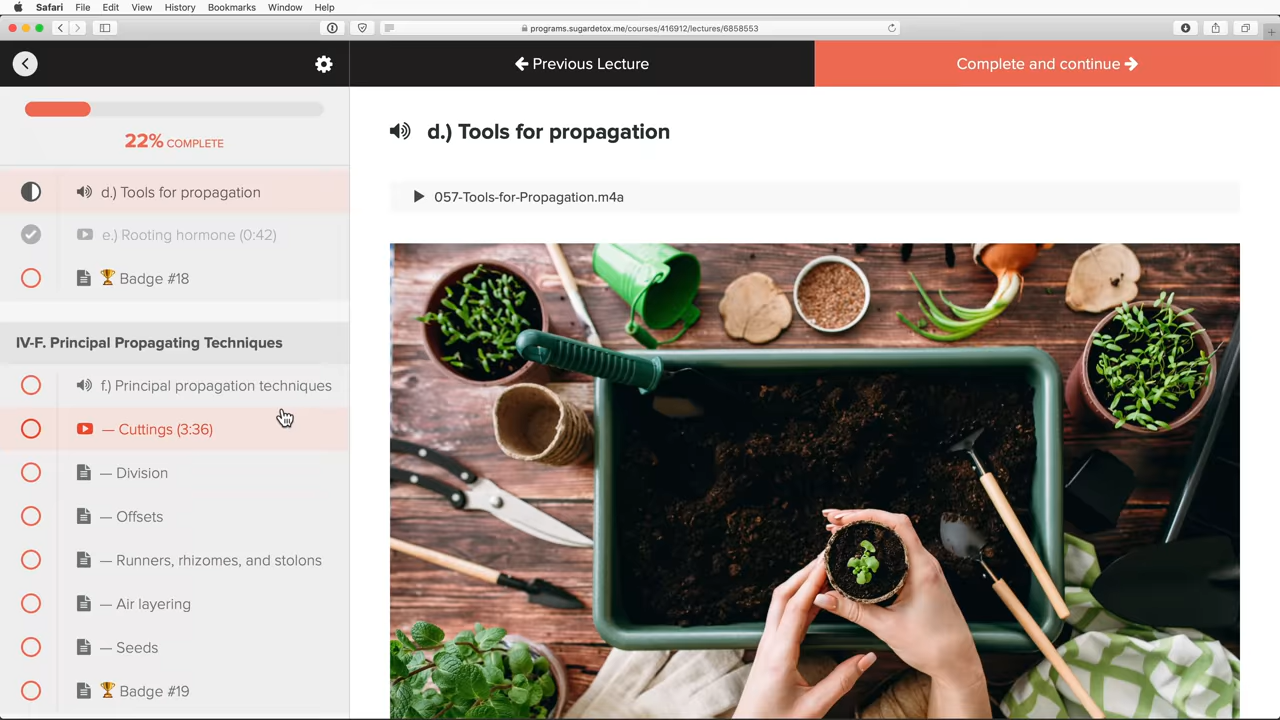 Safari File Edit View History Bookmarks Window Help
programs.sugardetox.me/courses/416912/lectures/6858553
Previous Lecture
Complete and continue
22% COMPLETE
d.) Tools for propagation
e.) Rooting hormone (0:42)
Badge #18
IV-F. Principal Propagating Techniques
f.) Principal propagation techniques
— Cuttings (3:36)
— Division
— Offsets
— Runners, rhizomes, and stolons
— Air layering
— Seeds
Badge #19
d.) Tools for propagation
057-Tools-for-Propagation.m4a